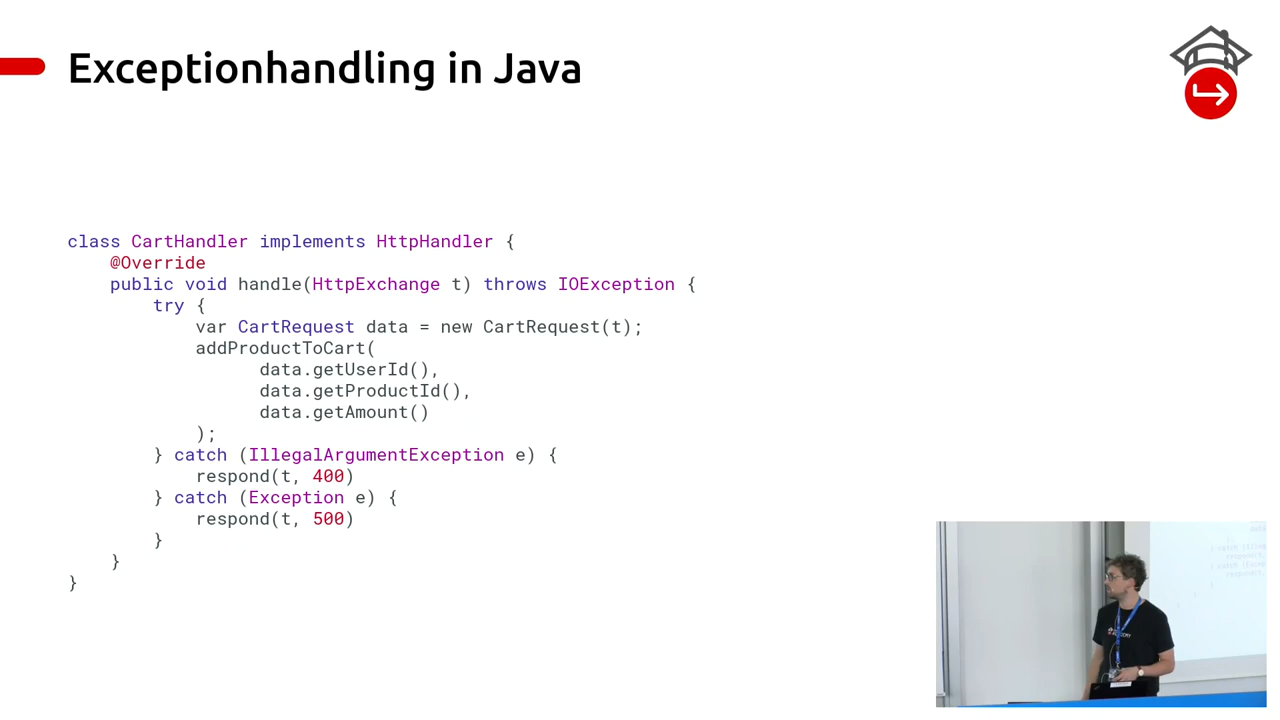 Exceptionhandling in Java
class CartHandler implements HttpHandler {
    @Override
    public void handle(HttpExchange t) throws IOException {
        try {
            var CartRequest data = new CartRequest(t);
            addProductToCart(
                  data.getUserId(),
                  data.getProductId(),
                  data.getAmount()
            );
        } catch (IllegalArgumentException e) {
            respond(t, 400)
        } catch (Exception e) {
            respond(t, 500)
        }
    }
}